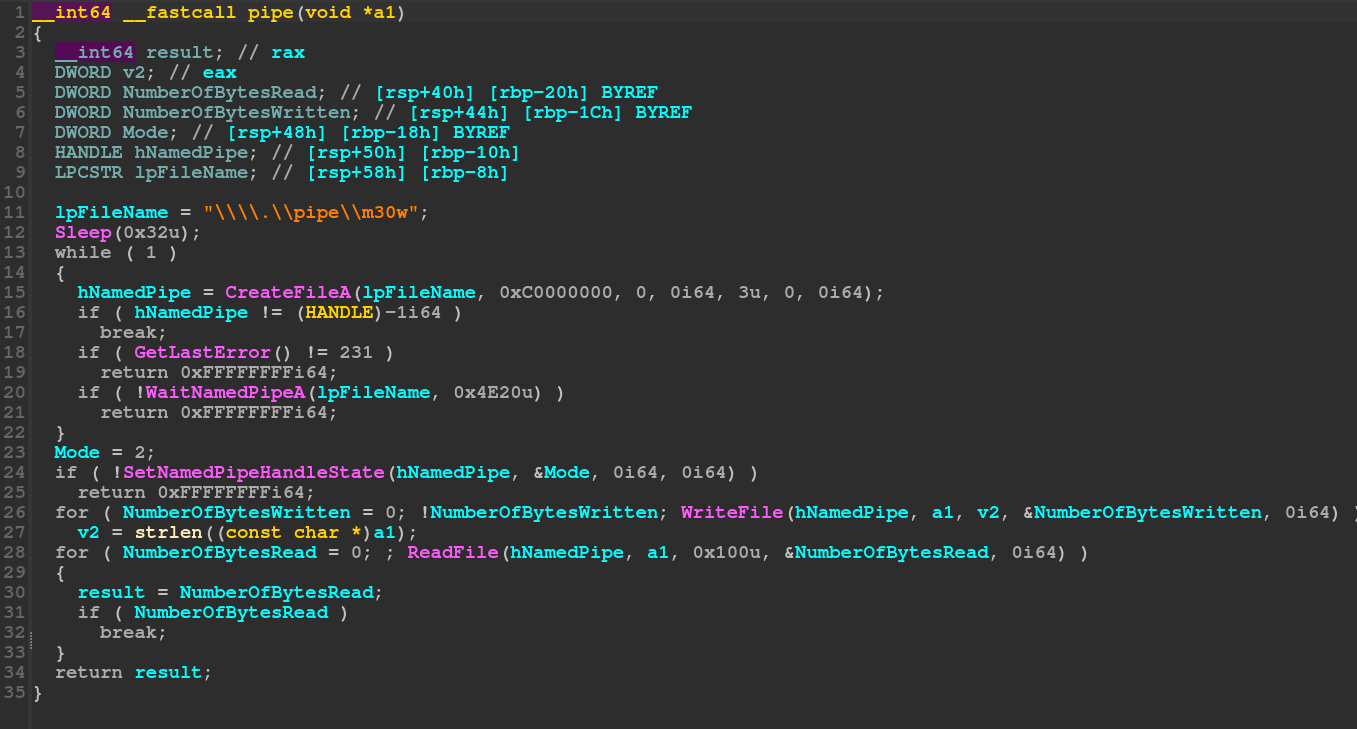 1 __int64 __fastcall pipe(void *a1)
2 {
3   __int64 result; // rax
4   DWORD v2; // eax
5   DWORD NumberOfBytesRead; // [rsp+40h] [rbp-20h] BYREF
6   DWORD NumberOfBytesWritten; // [rsp+44h] [rbp-1Ch] BYREF
7   DWORD Mode; // [rsp+48h] [rbp-18h] BYREF
8   HANDLE hNamedPipe; // [rsp+50h] [rbp-10h]
9   LPCSTR lpFileName; // [rsp+58h] [rbp-8h]
10
11   lpFileName = "\\\\.\\pipe\\m30w";
12   Sleep(0x32u);
13   while ( 1 )
14   {
15     hNamedPipe = CreateFileA(lpFileName, 0xC0000000, 0, 0i64, 3u, 0, 0i64);
16     if ( hNamedPipe != (HANDLE)-1i64 )
17       break;
18     if ( GetLastError() != 231 )
19       return 0xFFFFFFFFi64;
20     if ( !WaitNamedPipeA(lpFileName, 0x4E20u) )
21       return 0xFFFFFFFFi64;
22   }
23   Mode = 2;
24   if ( !SetNamedPipeHandleState(hNamedPipe, &Mode, 0i64, 0i64) )
25     return 0xFFFFFFFFi64;
26   for ( NumberOfBytesWritten = 0; !NumberOfBytesWritten; WriteFile(hNamedPipe, a1, v2, &NumberOfBytesWritten, 0i64) )
27     v2 = strlen((const char *)a1);
28   for ( NumberOfBytesRead = 0; ; ReadFile(hNamedPipe, a1, 0x100u, &NumberOfBytesRead, 0i64) )
29   {
30     result = NumberOfBytesRead;
31     if ( NumberOfBytesRead )
32       break;
33   }
34   return result;
35 }